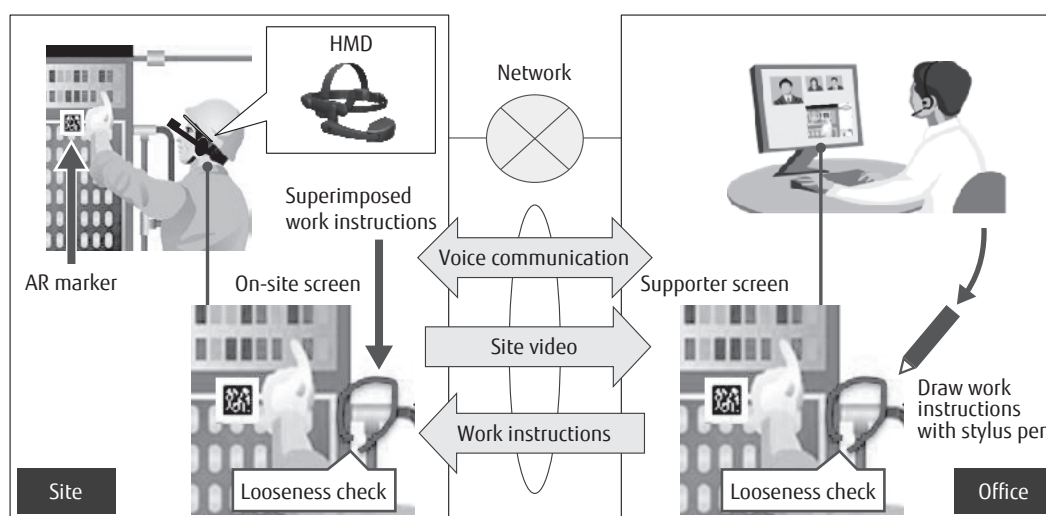 HMD
Network
Superimposed
work instructions
Voice communication
AR marker
On-site screen
Supporter screen
Site video
Draw work
instructions
with stylus pen
Work instructions
Looseness check
Looseness check
Site
Office